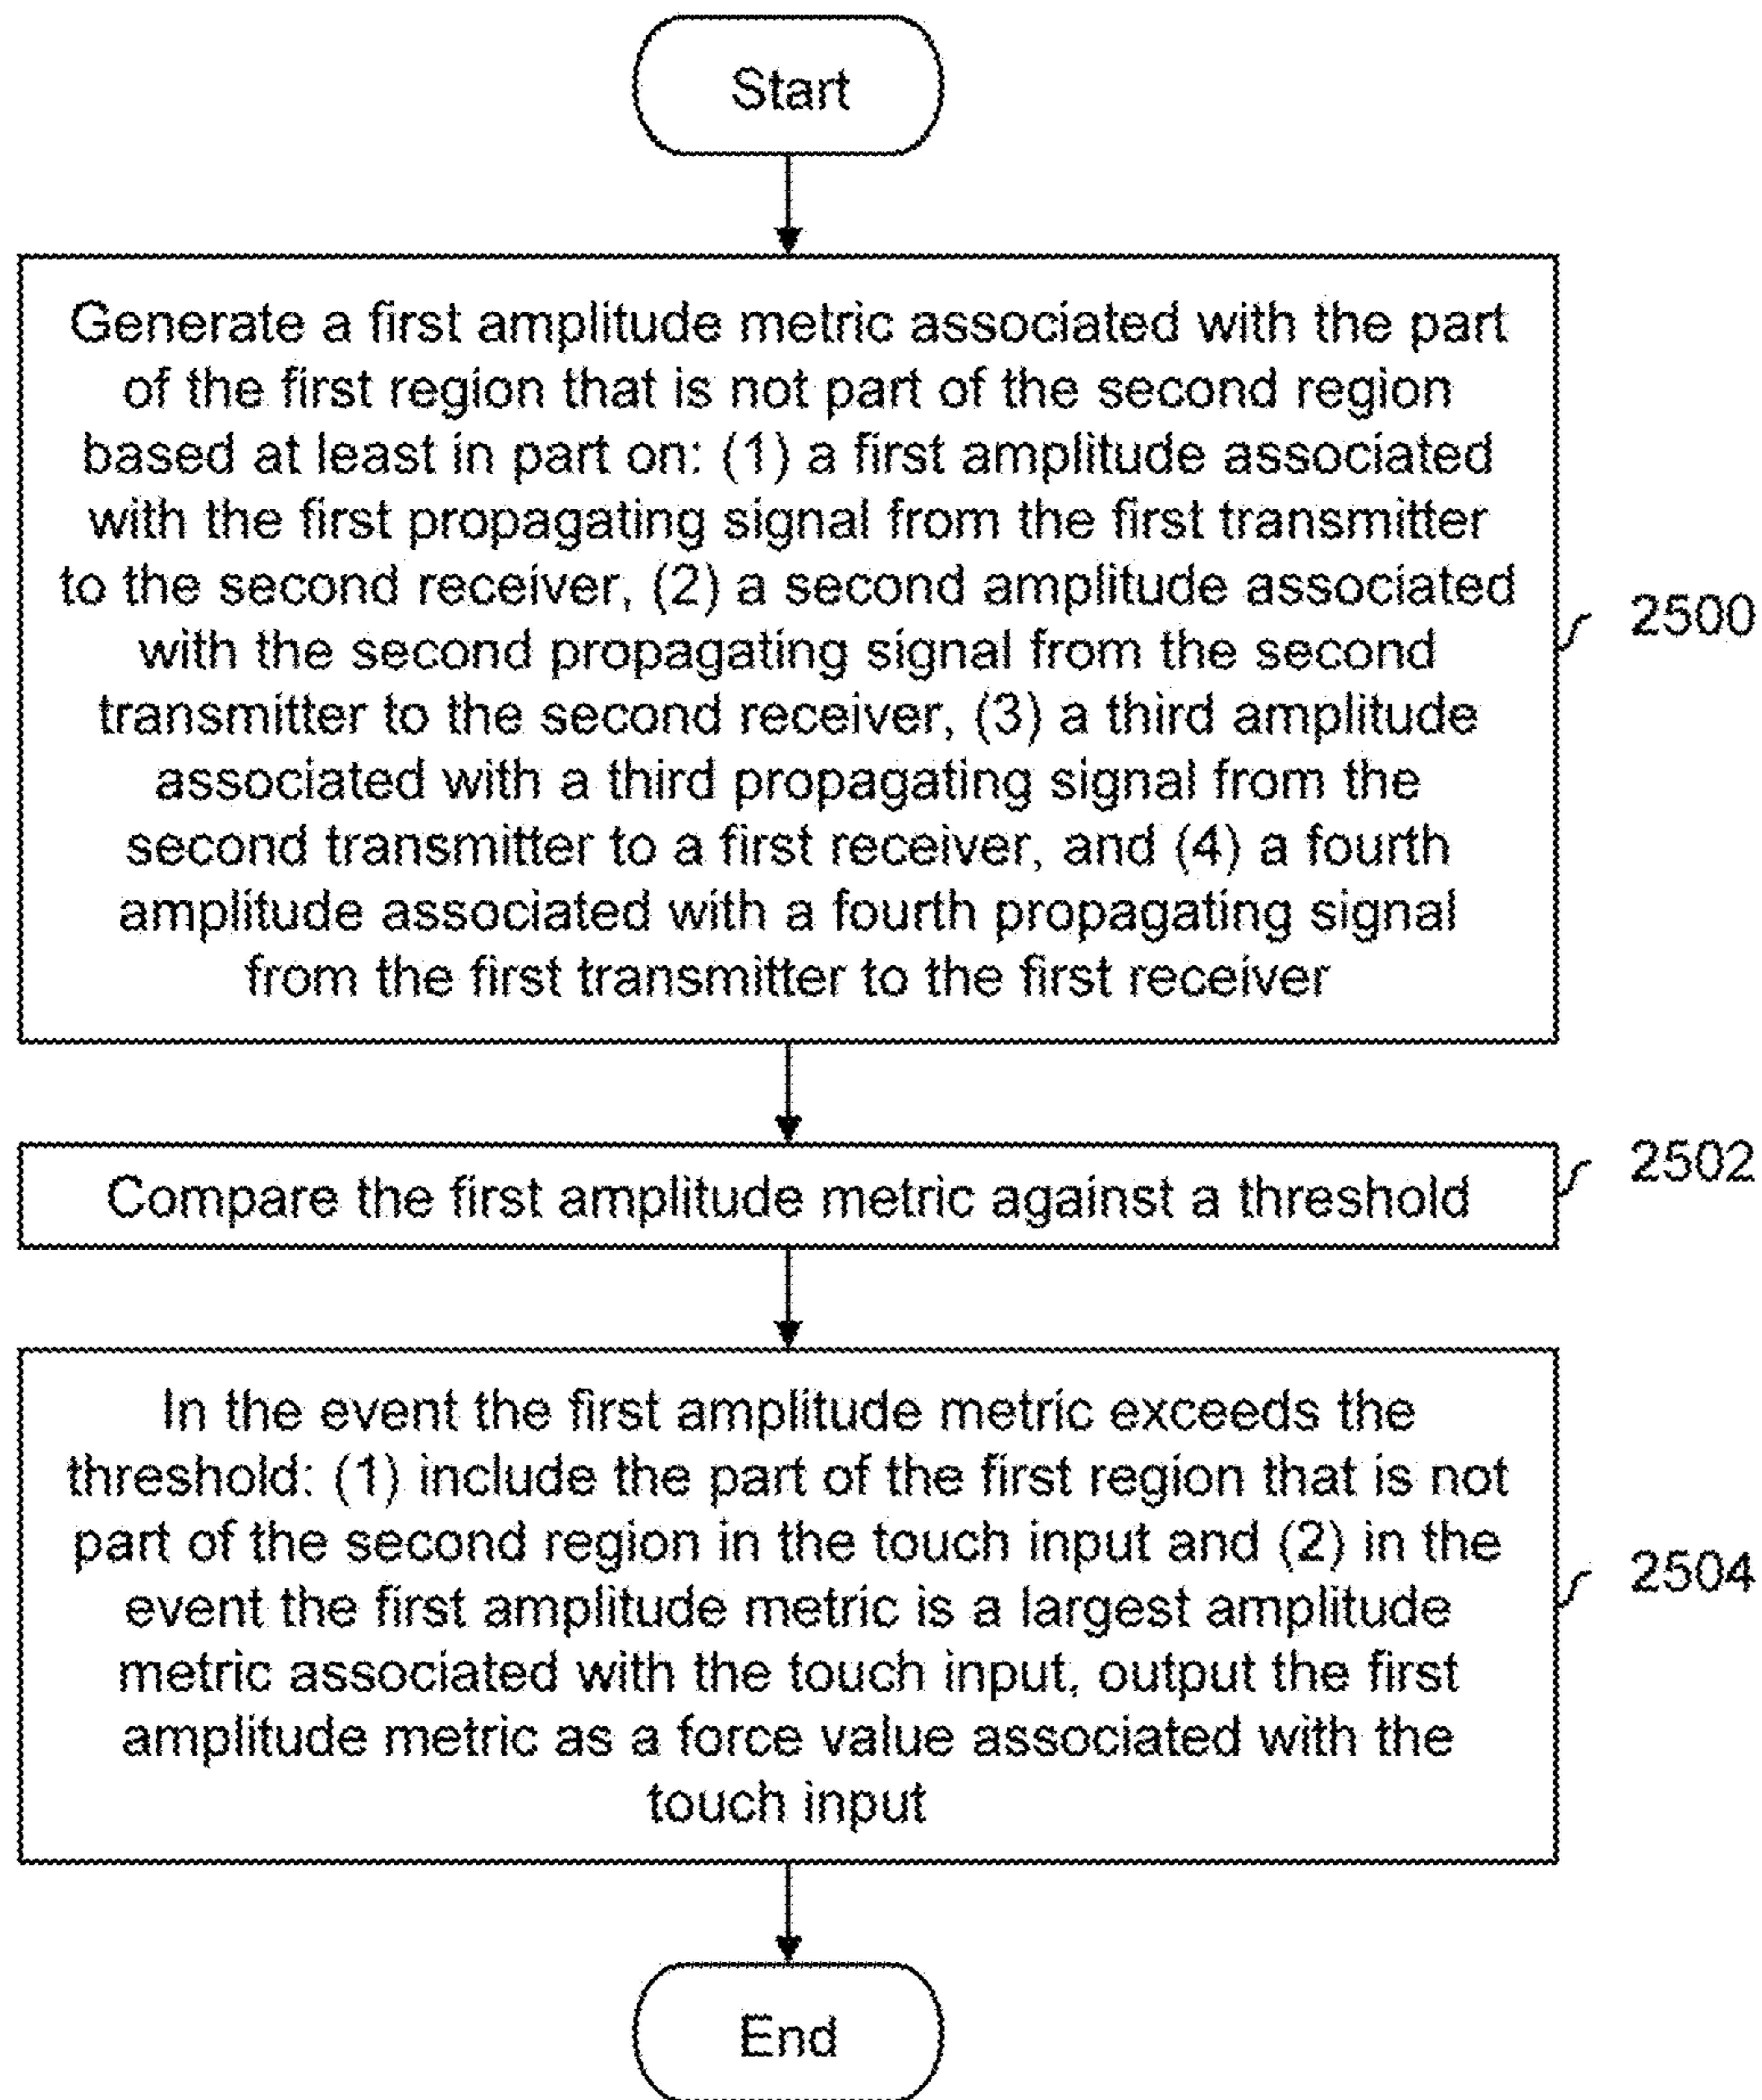 Start
Generate a first amplitude metric associated with the part
of the first region that is not part of the second region
based at least in part on: (1) a first amplitude associated
with the first propagating signal from the first transmitter
to the second receiver, (2) a second amplitude associated
with the second propagating signal from the second
transmitter to the second receiver, (3) a third amplitude
associated with a third propagating signal from the
second transmitter to a first receiver, and (4) a fourth
amplitude associated with a fourth propagating signal
from the first transmitter to the first receiver
2500
Compare the first amplitude metric against a threshold
2502
In the event the first amplitude metric exceeds the
threshold: (1) include the part of the first region that is not
part of the second region in the touch input and (2) in the
event the first amplitude metric is a largest amplitude
metric associated with the touch input, output the first
amplitude metric as a force value associated with the
touch input
2504
End